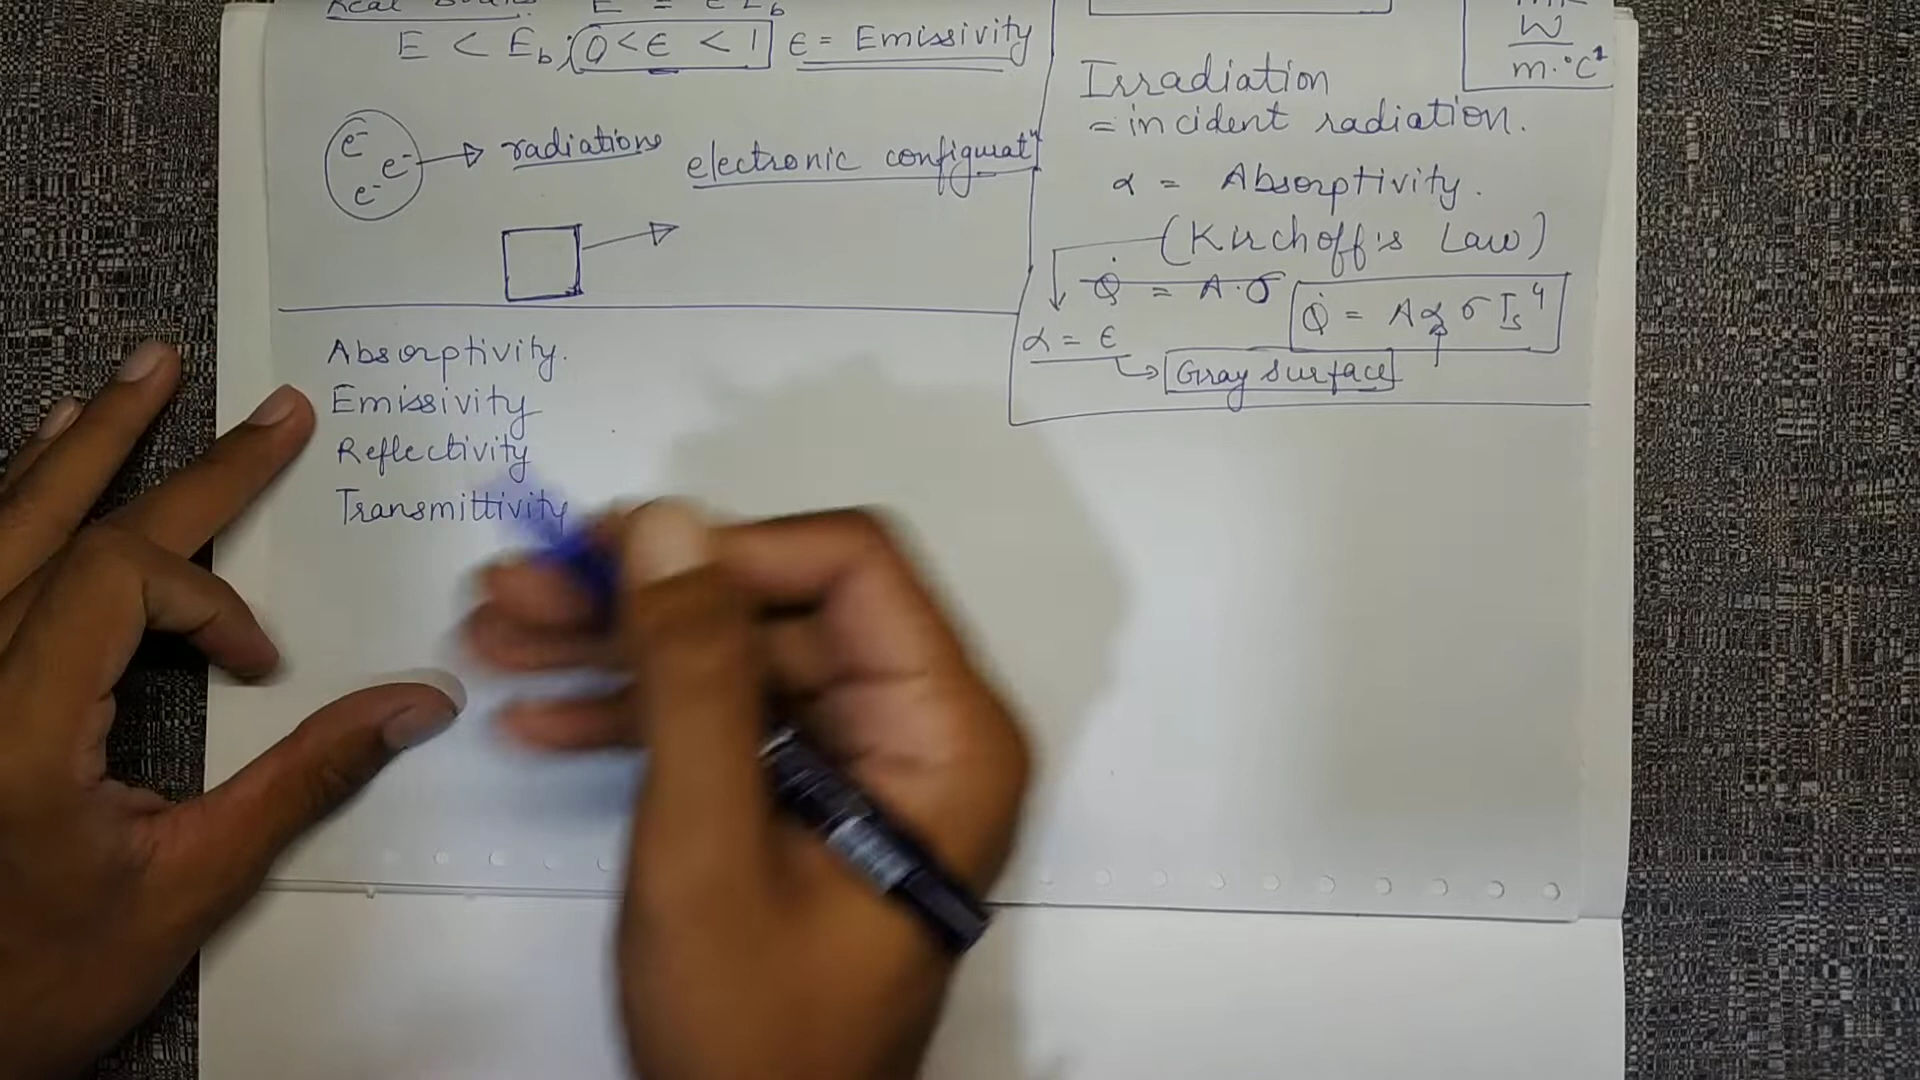 E < E_b ; 0 < ε < 1 ε = Emissivity
e⁻
e⁻
e⁻
radiations
electronic configurat^n
Absorptivity.
Emissivity
Reflectivity
Transmittivity
W
m·°C
Irradiation
= incident radiation.
α = Absorptivity.
(Kirchoff's Law)
Q̇ = A·σ
Q̇ = Aα σ T_s⁴
α = ε
Gray surface